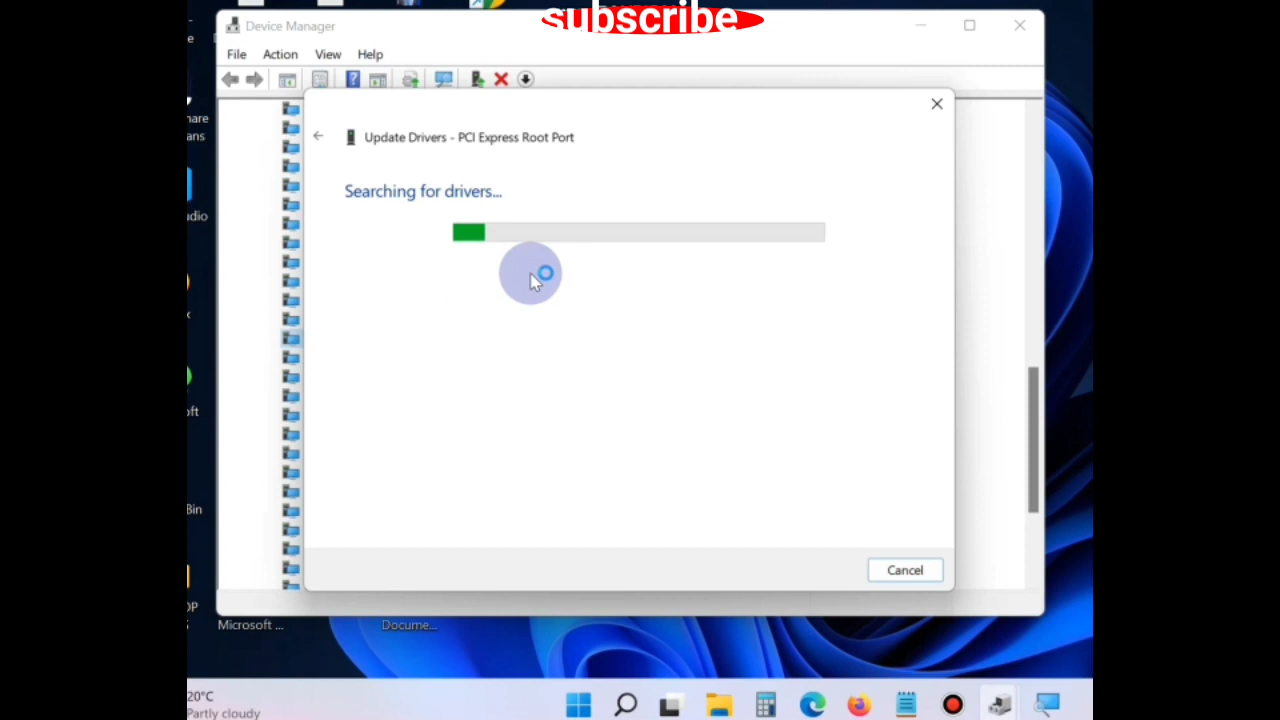 subscribe
Device Manager
File Action View Help
Update Drivers - PCI Express Root Port
Searching for drivers...
Cancel
Microsoft ...
Docume...
20°C
Partly cloudy